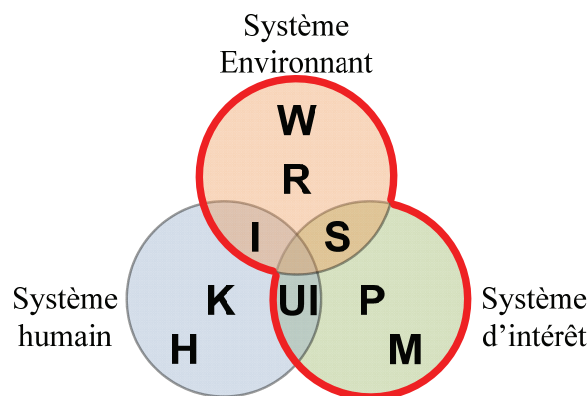 Système
Environnant
W
R
I S
Système
humain
K UI P
H M
Système
d'intérêt